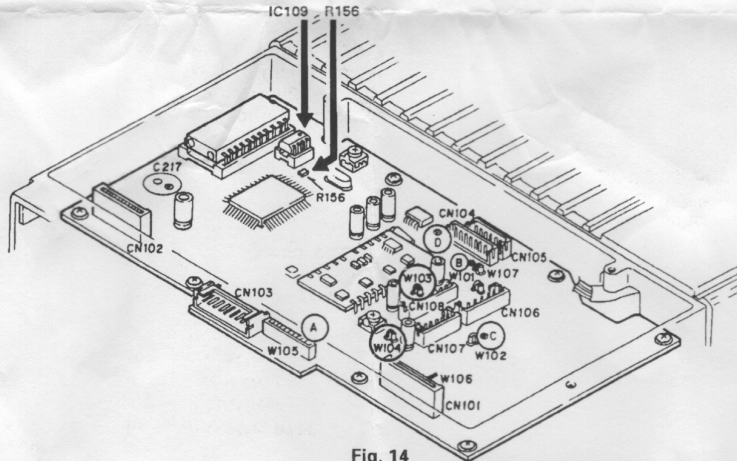 IC109 R156
C217
R156
CN102
CN104
D
CN105
B
W101
W107
W103
CN103
CN108
CN106
A
W105
W104
CN107
C
W102
W106
CN101
Fig. 14